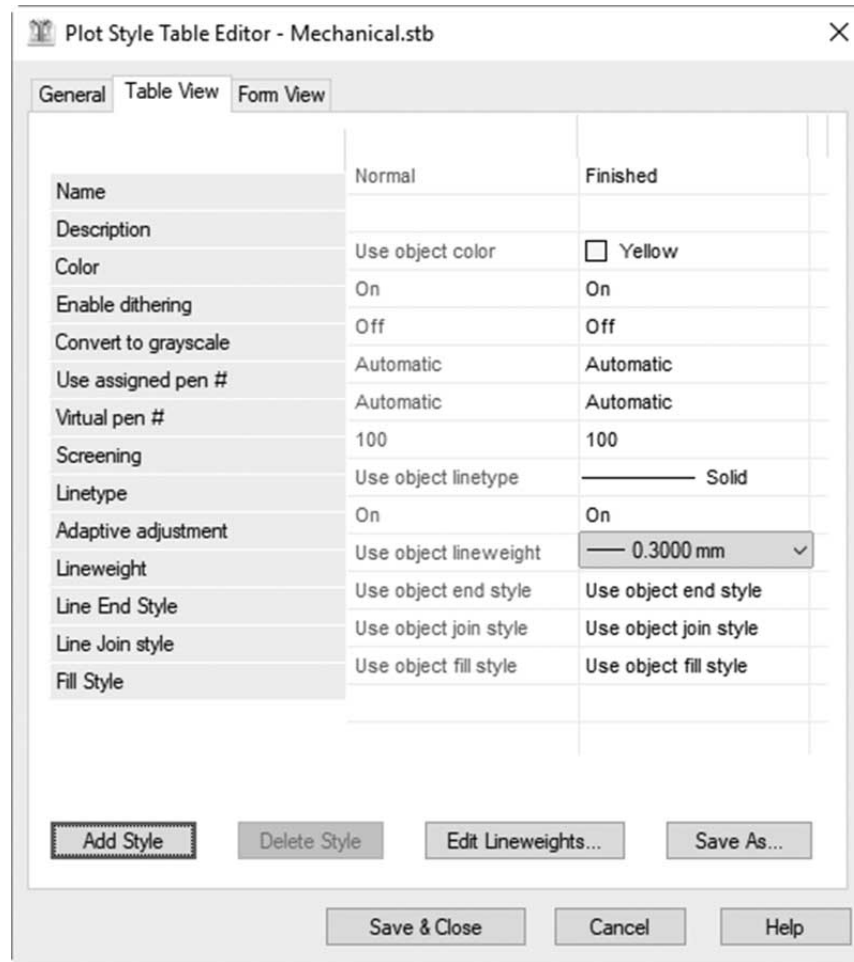 Plot Style Table Editor - Mechanical.stb
General Table View Form View
Name Normal Finished
Description
Color Use object color Yellow
Enable dithering On On
Convert to grayscale Off Off
Use assigned pen # Automatic Automatic
Virtual pen # Automatic Automatic
Screening 100 100
Linetype Use object linetype Solid
Adaptive adjustment On On
Lineweight Use object lineweight 0.3000 mm
Line End Style Use object end style Use object end style
Line Join style Use object join style Use object join style
Fill Style Use object fill style Use object fill style
Add Style Delete Style Edit Lineweights... Save As...
Save & Close Cancel Help